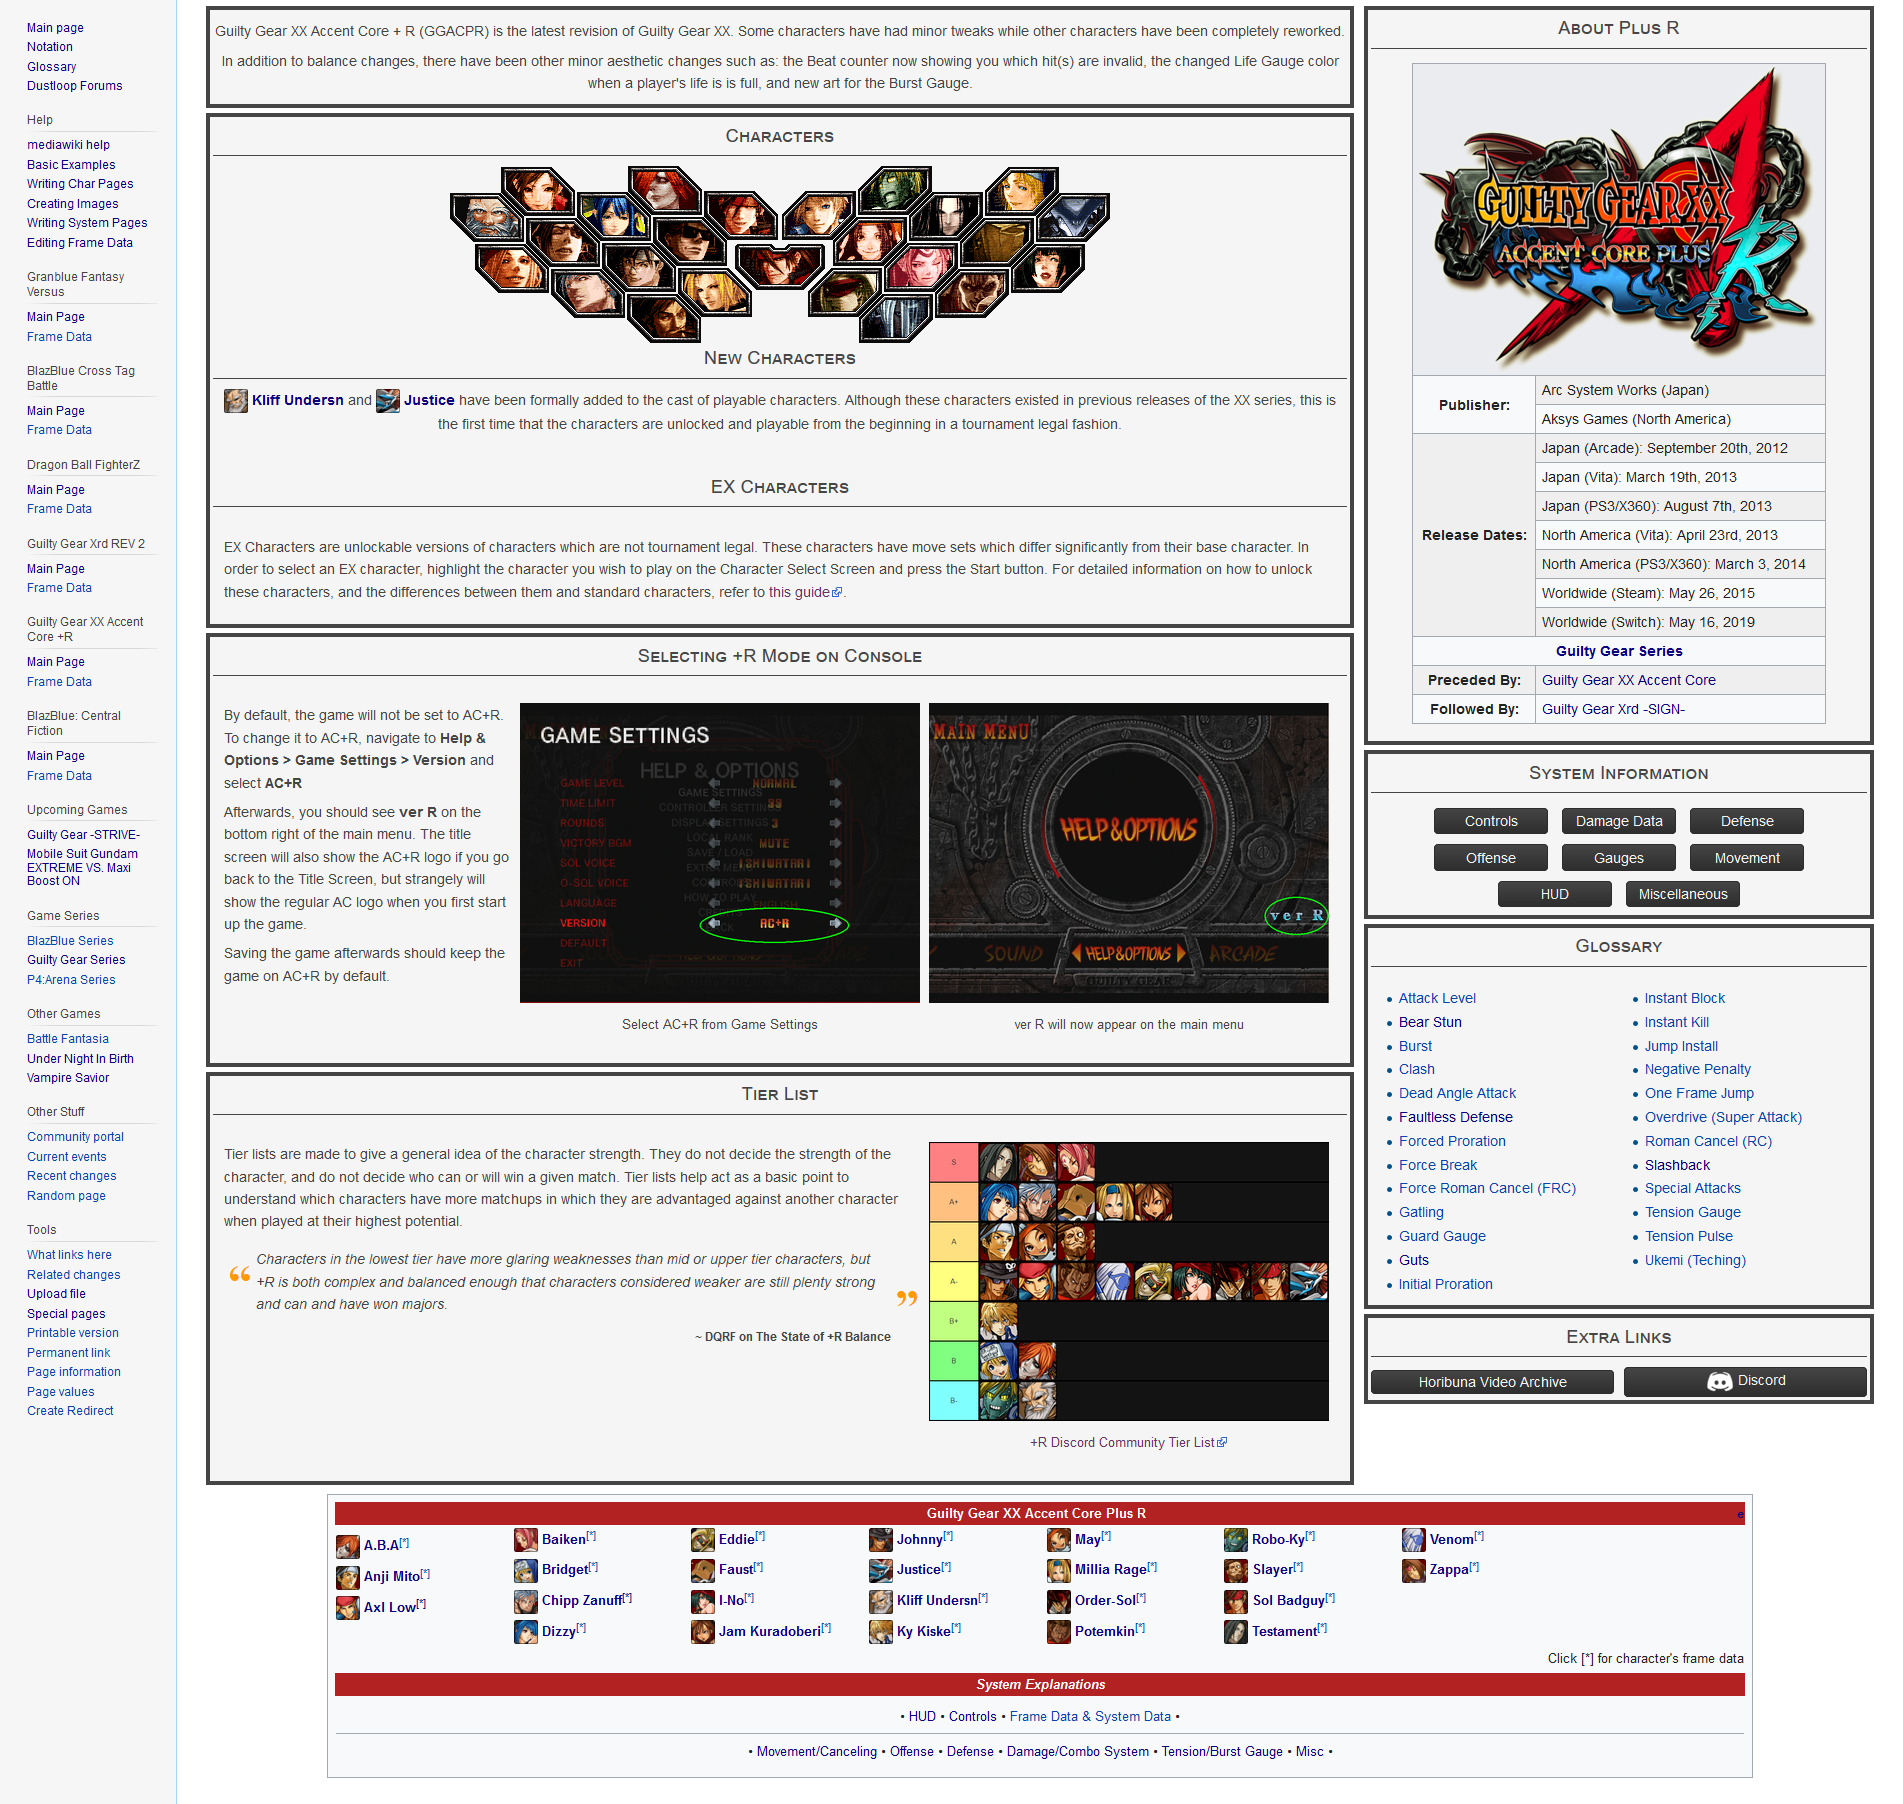 Main page
Notation
Glossary
Dustloop Forums
Help
mediawiki help
Basic Examples
Writing Char Pages
Creating Images
Writing System Pages
Editing Frame Data
Granblue Fantasy
Versus
Main Page
Frame Data
BlazBlue Cross Tag
Battle
Main Page
Frame Data
Dragon Ball FighterZ
Main Page
Frame Data
Guilty Gear Xrd REV 2
Main Page
Frame Data
Guilty Gear XX Accent
Core +R
Main Page
Frame Data
BlazBlue: Central
Fiction
Main Page
Frame Data
Upcoming Games
Guilty Gear -STRIVE-
Mobile Suit Gundam
EXTREME VS. Maxi
Boost ON
Game Series
BlazBlue Series
Guilty Gear Series
P4:Arena Series
Other Games
Battle Fantasia
Under Night In Birth
Vampire Savior
Other Stuff
Community portal
Current events
Recent changes
Random page
Tools
What links here
Related changes
Upload file
Special pages
Printable version
Permanent link
Page information
Page values
Create Redirect
Guilty Gear XX Accent Core + R (GGACPR) is the latest revision of Guilty Gear XX. Some characters have had minor tweaks while other characters have been completely reworked.
In addition to balance changes, there have been other minor aesthetic changes such as: the Beat counter now showing you which hit(s) are invalid, the changed Life Gauge color
when a player's life is is full, and new art for the Burst Gauge.
Characters
New Characters
Kliff Undersn and Justice have been formally added to the cast of playable characters. Although these characters existed in previous releases of the XX series, this is
the first time that the characters are unlocked and playable from the beginning in a tournament legal fashion.
EX Characters
EX Characters are unlockable versions of characters which are not tournament legal. These characters have move sets which differ significantly from their base character. In
order to select an EX character, highlight the character you wish to play on the Character Select Screen and press the Start button. For detailed information on how to unlock
these characters, and the differences between them and standard characters, refer to this guide.
Selecting +R Mode on Console
By default, the game will not be set to AC+R.
To change it to AC+R, navigate to Help &
Options > Game Settings > Version and
select AC+R
Afterwards, you should see ver R on the
bottom right of the main menu. The title
screen will also show the AC+R logo if you go
back to the Title Screen, but strangely will
show the regular AC logo when you first start
up the game.
Saving the game afterwards should keep the
game on AC+R by default.
GAME SETTINGS
HELP & OPTIONS
GAME LEVEL NORMAL
GAME SETTINGS
TIME LIMIT 99
CONTROLLER SETTINGS
ROUNDS 3
DISPLAY SETTINGS
LOCAL RANK
VICTORY BGM MUTE
SAVE / LOAD
SOL VOICE ISHIWATARI
O-SOL VOICE ISHIWATARI
HOW TO PLAY
LANGUAGE ENGLISH
VERSION AC+R
DEFAULT
EXIT
Select AC+R from Game Settings
MAIN MENU
HELP&OPTIONS
ver R
SOUND HELP&OPTIONS ARCADE
GUILTY GEAR
ver R will now appear on the main menu
Tier List
Tier lists are made to give a general idea of the character strength. They do not decide the strength of the
character, and do not decide who can or will win a given match. Tier lists help act as a basic point to
understand which characters have more matchups in which they are advantaged against another character
when played at their highest potential.
“ Characters in the lowest tier have more glaring weaknesses than mid or upper tier characters, but
+R is both complex and balanced enough that characters considered weaker are still plenty strong
and can and have won majors. ”
~ DQRF on The State of +R Balance
S
A+
A
A-
B+
B
B-
+R Discord Community Tier List
About Plus R
GUILTY GEAR XX
ACCENT CORE PLUS R
Publisher: Arc System Works (Japan)
Aksys Games (North America)
Release Dates: Japan (Arcade): September 20th, 2012
Japan (Vita): March 19th, 2013
Japan (PS3/X360): August 7th, 2013
North America (Vita): April 23rd, 2013
North America (PS3/X360): March 3, 2014
Worldwide (Steam): May 26, 2015
Worldwide (Switch): May 16, 2019
Guilty Gear Series
Preceded By: Guilty Gear XX Accent Core
Followed By: Guilty Gear Xrd -SIGN-
System Information
Controls Damage Data Defense
Offense Gauges Movement
HUD Miscellaneous
Glossary
• Attack Level
• Bear Stun
• Burst
• Clash
• Dead Angle Attack
• Faultless Defense
• Forced Proration
• Force Break
• Force Roman Cancel (FRC)
• Gatling
• Guard Gauge
• Guts
• Initial Proration
• Instant Block
• Instant Kill
• Jump Install
• Negative Penalty
• One Frame Jump
• Overdrive (Super Attack)
• Roman Cancel (RC)
• Slashback
• Special Attacks
• Tension Gauge
• Tension Pulse
• Ukemi (Teching)
Extra Links
Horibuna Video Archive Discord
Guilty Gear XX Accent Core Plus R e
A.B.A[*]
Anji Mito[*]
Axl Low[*]
Baiken[*]
Bridget[*]
Chipp Zanuff[*]
Dizzy[*]
Eddie[*]
Faust[*]
I-No[*]
Jam Kuradoberi[*]
Johnny[*]
Justice[*]
Kliff Undersn[*]
Ky Kiske[*]
May[*]
Millia Rage[*]
Order-Sol[*]
Potemkin[*]
Robo-Ky[*]
Slayer[*]
Sol Badguy[*]
Testament[*]
Venom[*]
Zappa[*]
Click [*] for character's frame data
System Explanations
• HUD • Controls • Frame Data & System Data •
• Movement/Canceling • Offense • Defense • Damage/Combo System • Tension/Burst Gauge • Misc •